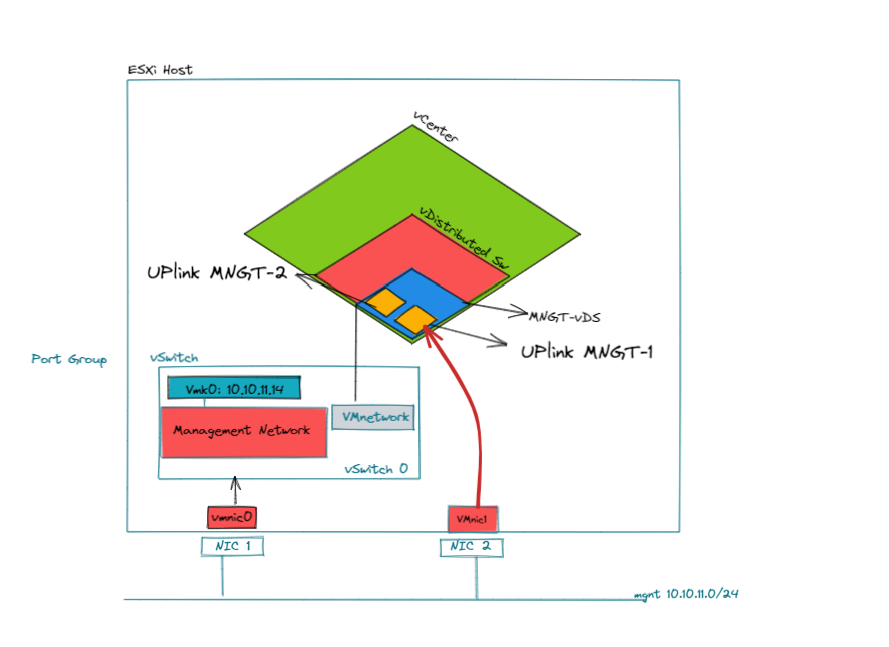 ESXi Host
vCenter
vDistributed Sw
UPlink MNGT-2
MNGT-vDS
UPlink MNGT-1
Port Group
vSwitch
Vmk0: 10.10.11.14
VMnetwork
Management Network
vSwitch 0
vmnic0
VMnic1
NIC 1
NIC 2
mgnt 10.10.11.0/24